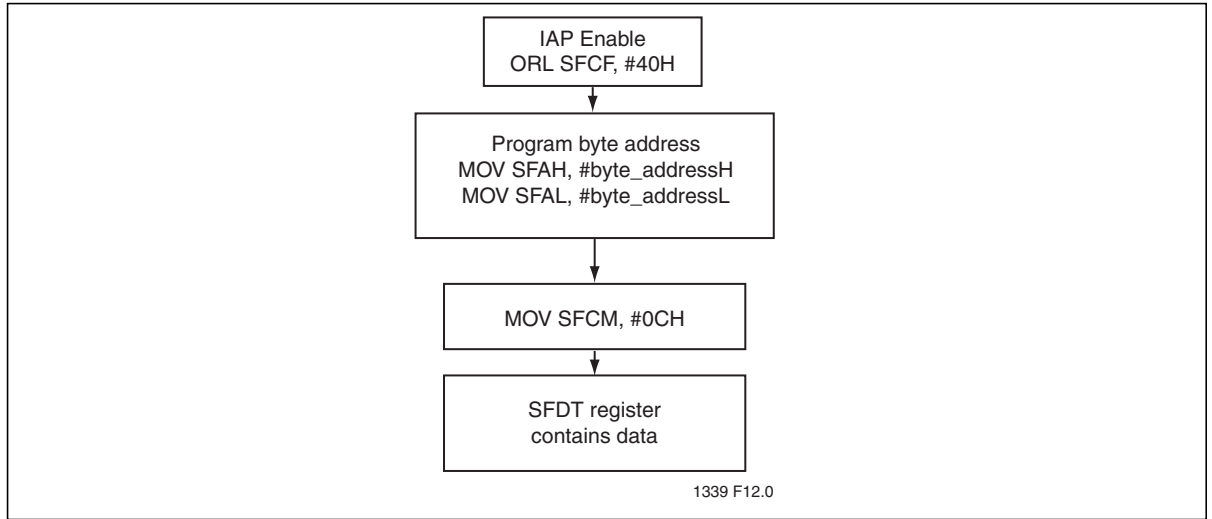 IAP Enable
ORL SFCF, #40H
Program byte address
MOV SFAH, #byte_addressH
MOV SFAL, #byte_addressL
MOV SFCM, #0CH
SFDT register
contains data
1339 F12.0